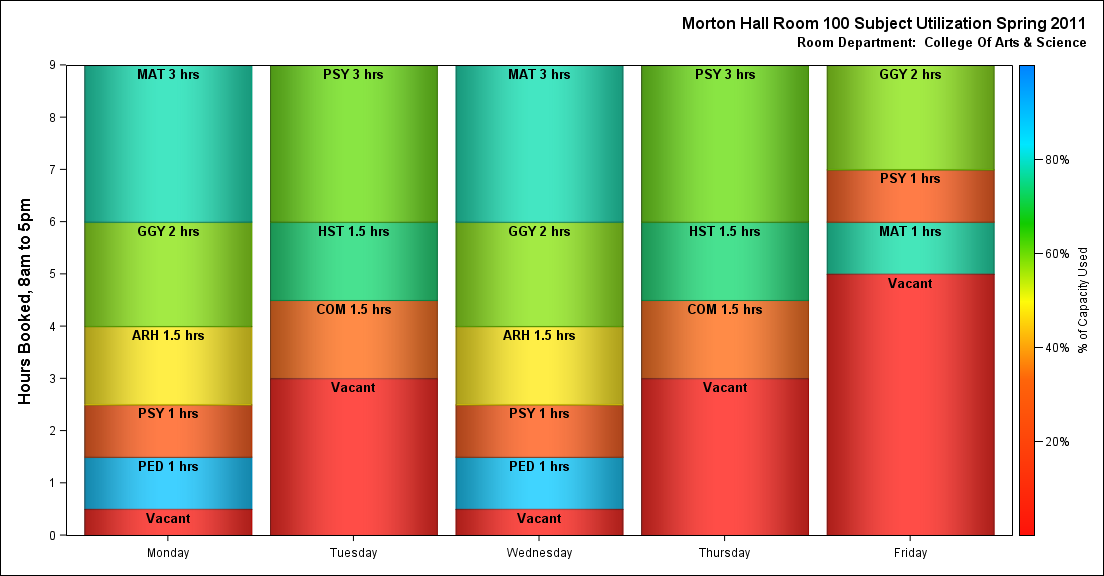 Morton Hall Room 100 Subject Utilization Spring 2011
Room Department:  College Of Arts & Science
Hours Booked, 8am to 5pm
9
8
7
6
5
4
3
2
1
0
MAT 3 hrs
GGY 2 hrs
ARH 1.5 hrs
PSY 1 hrs
PED 1 hrs
Vacant
Monday
PSY 3 hrs
HST 1.5 hrs
COM 1.5 hrs
Vacant
Tuesday
MAT 3 hrs
GGY 2 hrs
ARH 1.5 hrs
PSY 1 hrs
PED 1 hrs
Vacant
Wednesday
PSY 3 hrs
HST 1.5 hrs
COM 1.5 hrs
Vacant
Thursday
GGY 2 hrs
PSY 1 hrs
MAT 1 hrs
Vacant
Friday
80%
60%
40%
20%
% of Capacity Used